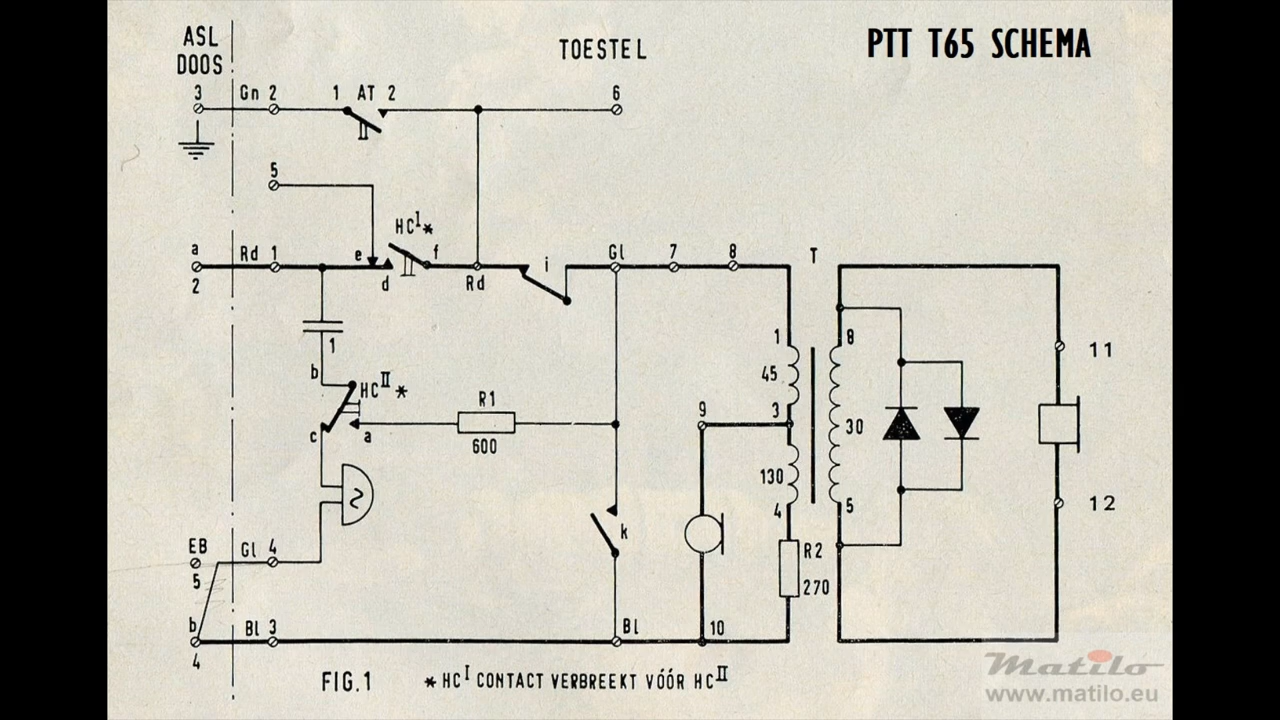 ASL DOOS
TOESTEL
PTT T65 SCHEMA
3 Gn 2 1 AT 2 6
5
HC I *
a Rd 1 e f i Gl 7 8 T
2 d Rd
1
1 8
b HC II * 45
R1 9 3 30
c a 600
130
4 5
11
12
k
EB Gl 4 R2
5 270
b Bl 3 Bl 10
4
FIG.1 *HC I CONTACT VERBREEKT VÓÓR HC II
Matilo
www.matilo.eu